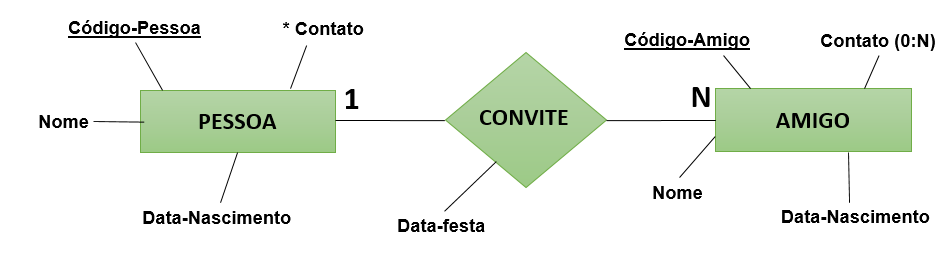 Código-Pessoa
* Contato
Nome
PESSOA
1
Data-Nascimento
CONVITE
Data-festa
N
Código-Amigo
Contato (0:N)
AMIGO
Nome
Data-Nascimento